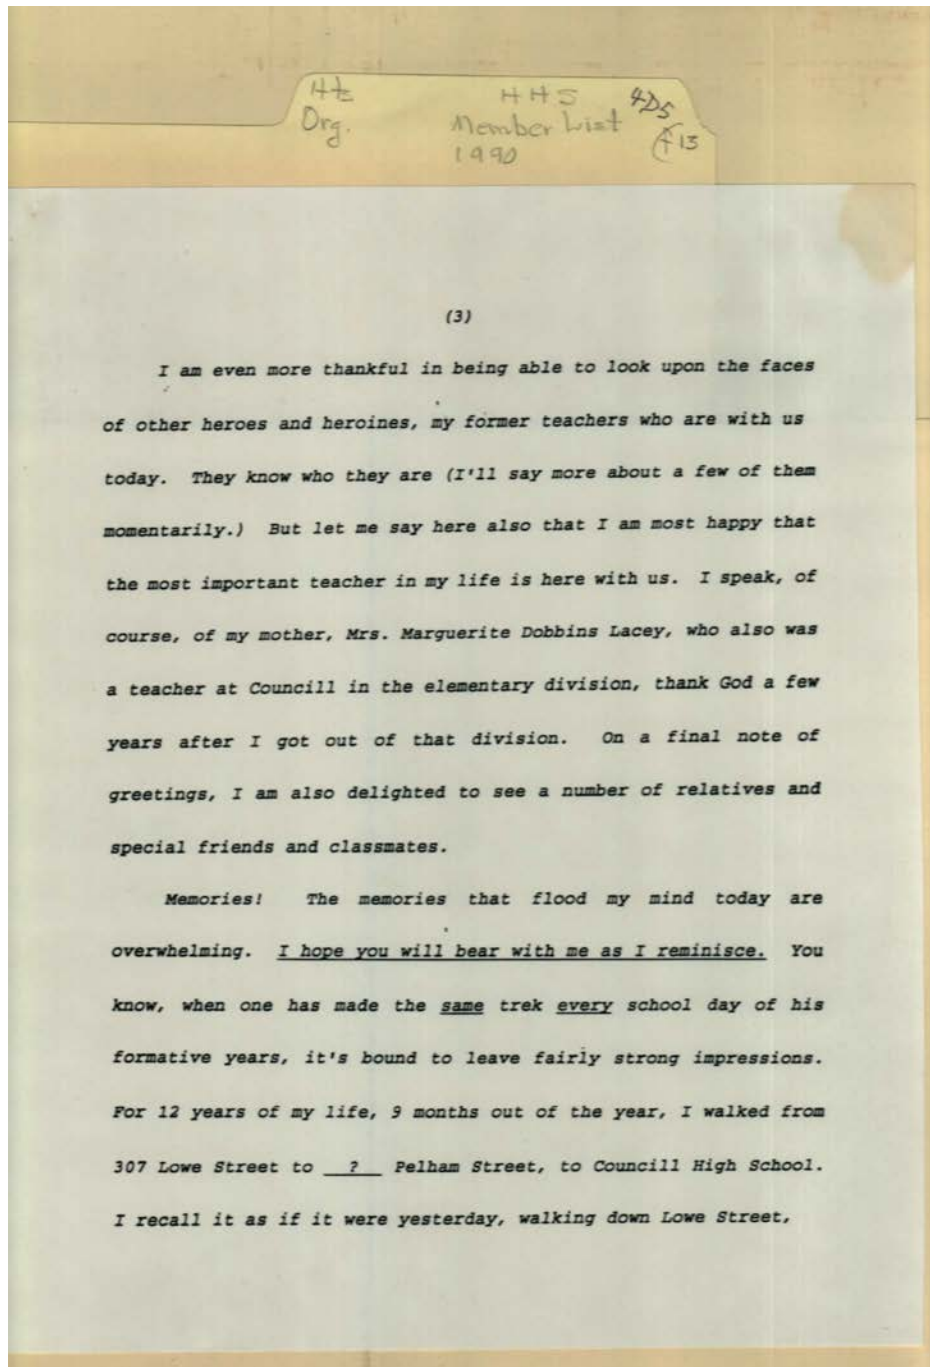 Hz
Org.
HHS
Member List
1990
4D5
13
(3)
I am even more thankful in being able to look upon the faces
of other heroes and heroines, my former teachers who are with us
today. They know who they are (I'll say more about a few of them
momentarily.) But let me say here also that I am most happy that
the most important teacher in my life is here with us. I speak, of
course, of my mother, Mrs. Marguerite Dobbins Lacey, who also was
a teacher at Councill in the elementary division, thank God a few
years after I got out of that division. On a final note of
greetings, I am also delighted to see a number of relatives and
special friends and classmates.
Memories! The memories that flood my mind today are
overwhelming. I hope you will bear with me as I reminisce. You
know, when one has made the same trek every school day of his
formative years, it's bound to leave fairly strong impressions.
For 12 years of my life, 9 months out of the year, I walked from
307 Lowe Street to ? Pelham Street, to Councill High School.
I recall it as if it were yesterday, walking down Lowe Street,